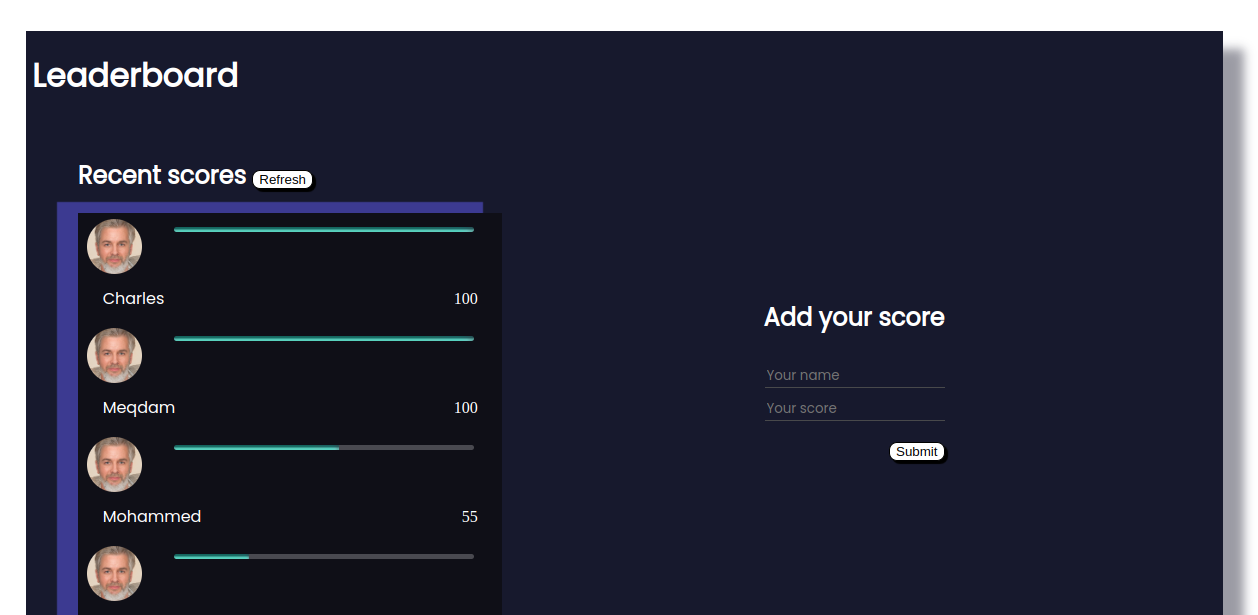 Leaderboard
Recent scores Refresh
Charles 100
Meqdam 100
Mohammed 55
Add your score
Your name
Your score
Submit